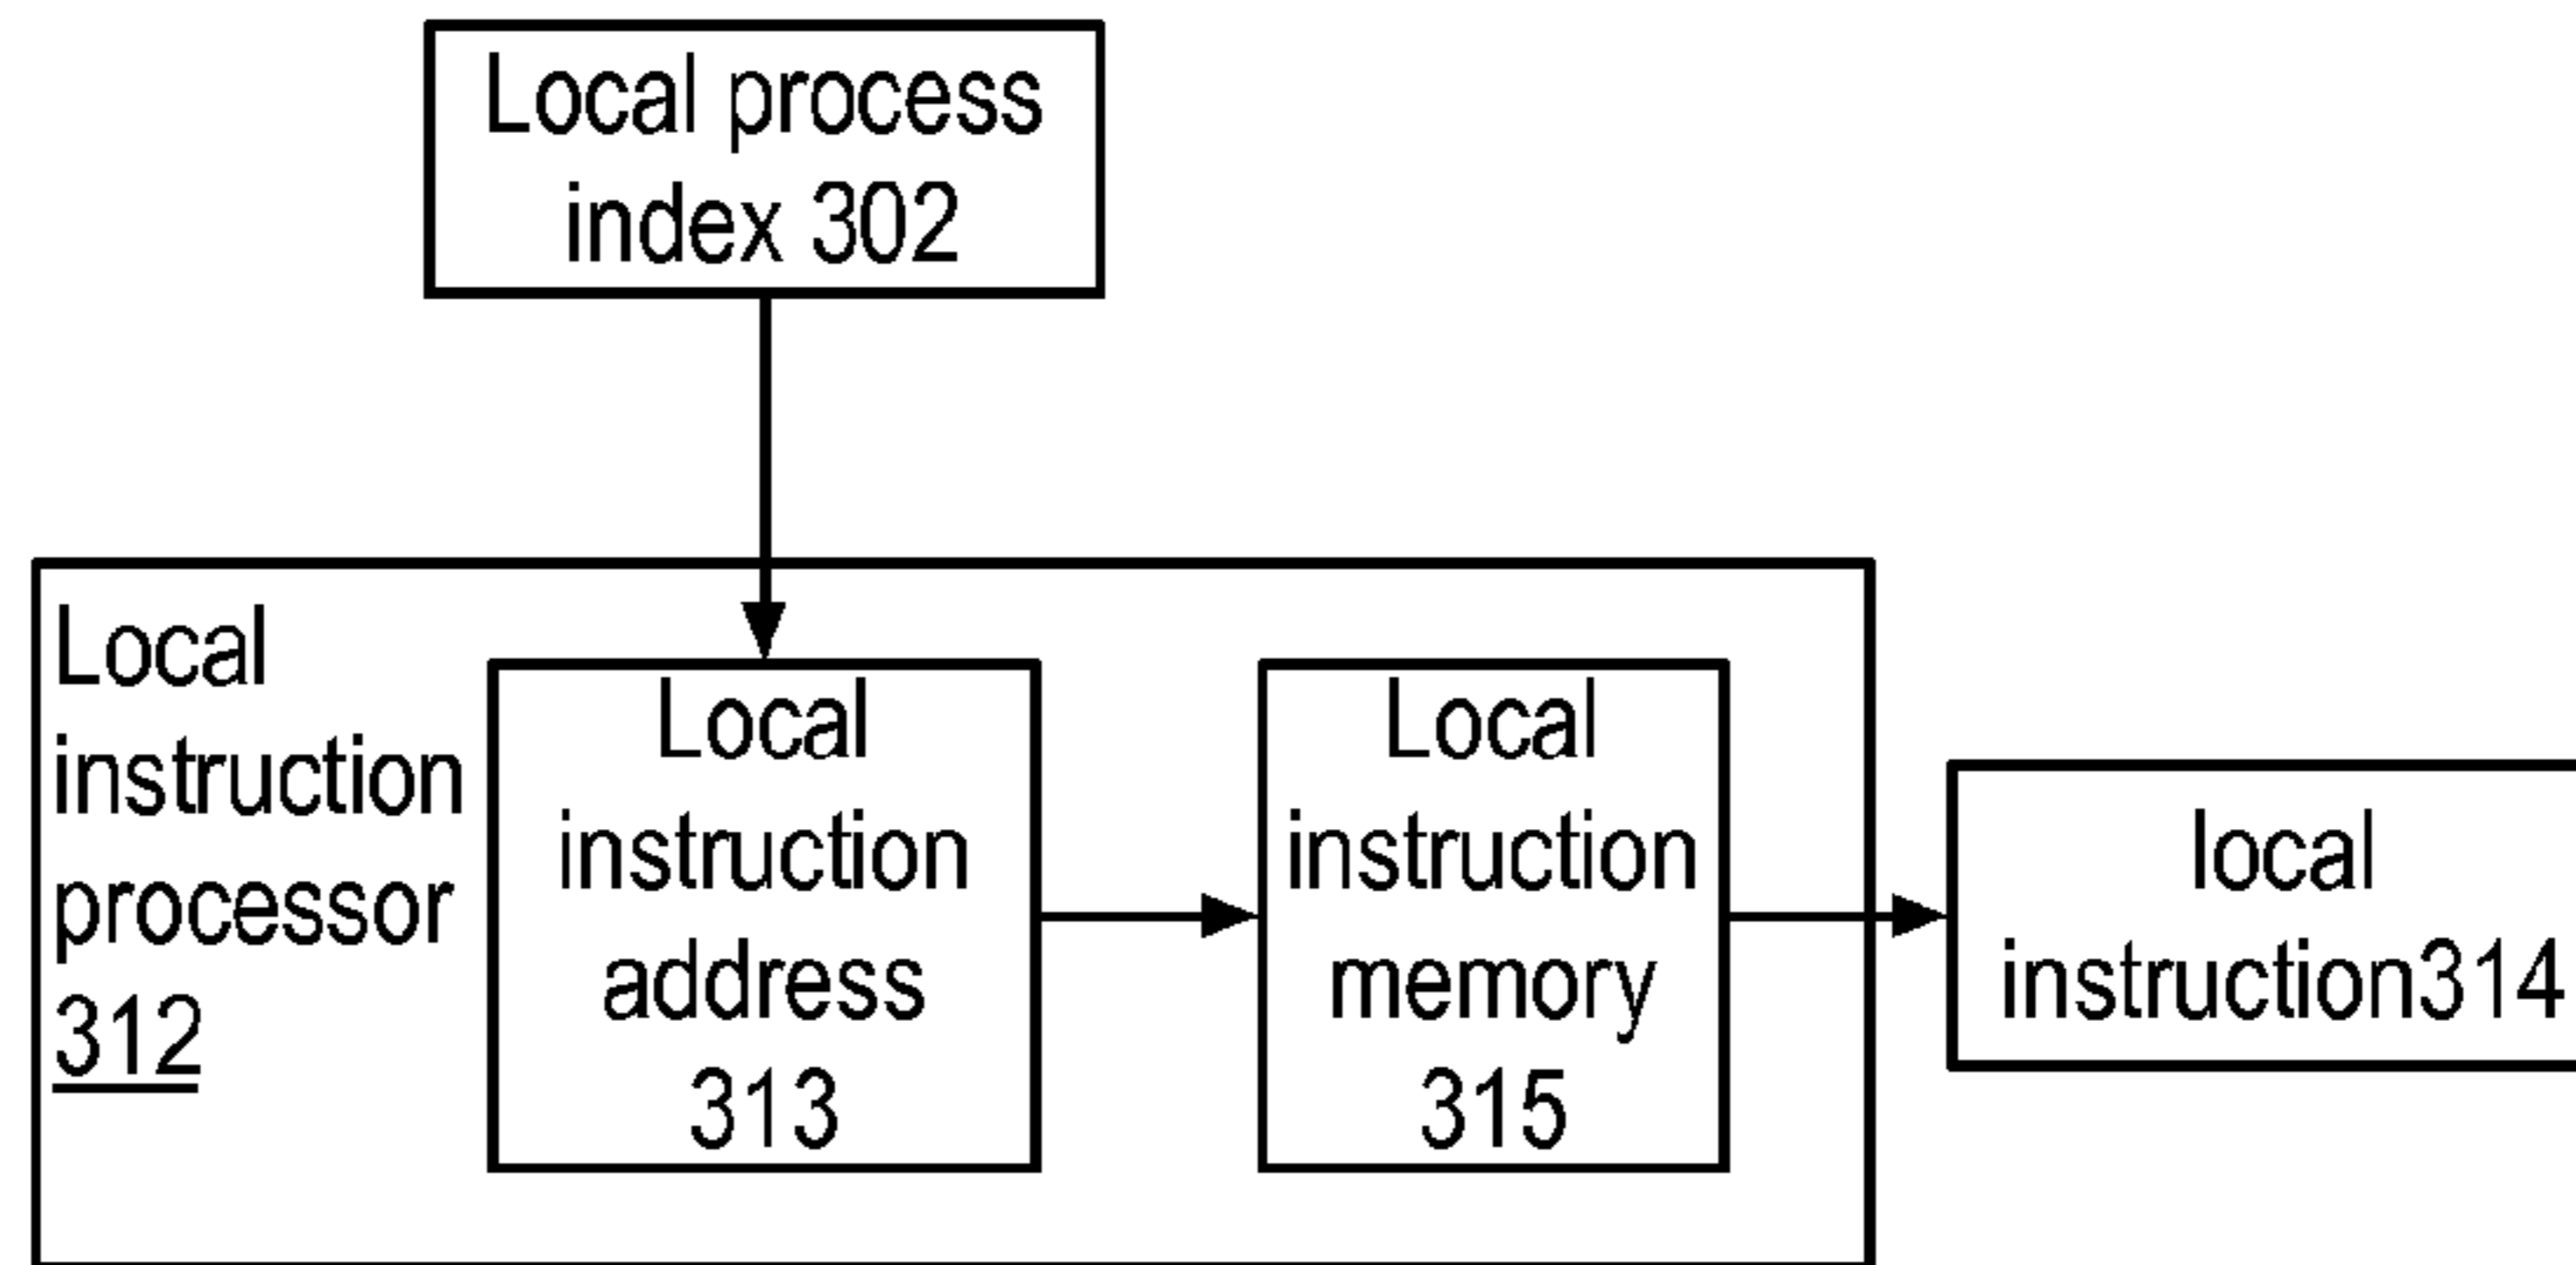 Local process
index 302
Local
instruction
processor
312
Local
instruction
address
313
Local
instruction
memory
315
local
instruction314